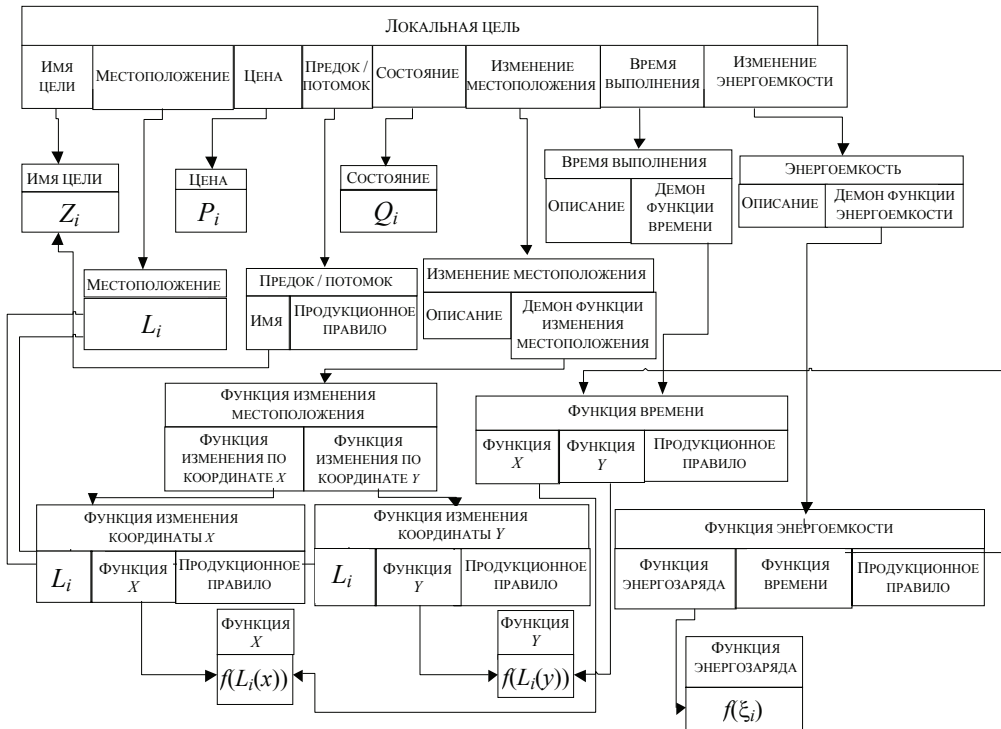 ЛОКАЛЬНАЯ ЦЕЛЬ
ИМЯ
ЦЕЛИ
МЕСТОПОЛОЖЕНИЕ
ЦЕНА
ПРЕДОК /
ПОТОМОК
СОСТОЯНИЕ
ИЗМЕНЕНИЕ
МЕСТОПОЛОЖЕНИЯ
ВРЕМЯ
ВЫПОЛНЕНИЯ
ИЗМЕНЕНИЕ
ЭНЕРГОЕМКОСТИ
ИМЯ ЦЕЛИ
Zi
ЦЕНА
Pi
СОСТОЯНИЕ
Qi
ВРЕМЯ ВЫПОЛНЕНИЯ
ОПИСАНИЕ
ДЕМОН
ФУНКЦИИ
ВРЕМЕНИ
ЭНЕРГОЕМКОСТЬ
ОПИСАНИЕ
ДЕМОН ФУНКЦИИ
ЭНЕРГОЕМКОСТИ
МЕСТОПОЛОЖЕНИЕ
Li
ПРЕДОК / ПОТОМОК
ИМЯ
ПРОДУКЦИОННОЕ
ПРАВИЛО
ИЗМЕНЕНИЕ МЕСТОПОЛОЖЕНИЯ
ОПИСАНИЕ
ДЕМОН ФУНКЦИИ
ИЗМЕНЕНИЯ
МЕСТОПОЛОЖЕНИЯ
ФУНКЦИЯ ИЗМЕНЕНИЯ
МЕСТОПОЛОЖЕНИЯ
ФУНКЦИЯ
ИЗМЕНЕНИЯ ПО
КООРДИНАТЕ X
ФУНКЦИЯ
ИЗМЕНЕНИЯ ПО
КООРДИНАТЕ Y
ФУНКЦИЯ ВРЕМЕНИ
ФУНКЦИЯ
X
ФУНКЦИЯ
Y
ПРОДУКЦИОННОЕ
ПРАВИЛО
ФУНКЦИЯ ИЗМЕНЕНИЯ
КООРДИНАТЫ X
Li
ФУНКЦИЯ
X
ПРОДУКЦИОННОЕ
ПРАВИЛО
ФУНКЦИЯ ИЗМЕНЕНИЯ
КООРДИНАТЫ Y
Li
ФУНКЦИЯ
Y
ПРОДУКЦИОННОЕ
ПРАВИЛО
ФУНКЦИЯ ЭНЕРГОЕМКОСТИ
ФУНКЦИЯ
ЭНЕРГОЗАРЯДА
ФУНКЦИЯ
ВРЕМЕНИ
ПРОДУКЦИОННОЕ
ПРАВИЛО
ФУНКЦИЯ
X
f(Li(x))
ФУНКЦИЯ
Y
f(Li(y))
ФУНКЦИЯ
ЭНЕРГОЗАРЯДА
f(ξi)